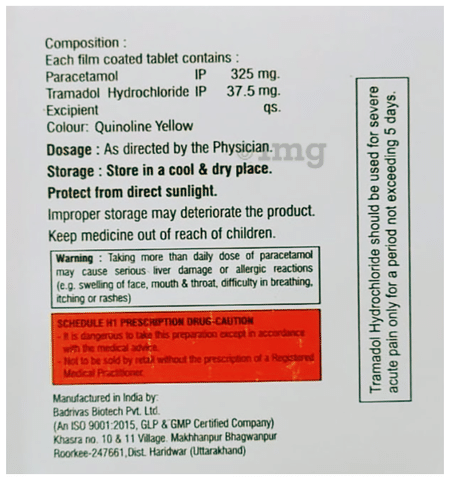 Composition :
Each film coated tablet contains :
Paracetamol IP 325 mg.
Tramadol Hydrochloride IP 37.5 mg.
Excipient qs.
Colour: Quinoline Yellow
Dosage : As directed by the Physician.
Storage : Store in a cool & dry place.
Protect from direct sunlight.
Improper storage may deteriorate the product.
Keep medicine out of reach of children.
Warning : Taking more than daily dose of paracetamol
may cause serious liver damage or allergic reactions
(e.g. swelling of face, mouth & throat, difficulty in breathing,
itching or rashes)
SCHEDULE H1 PRESCRIPTION DRUG-CAUTION
- It is dangerous to take this preparation except in accordance
with the medical advice.
- Not to be sold by retail without the prescription of a Registered
Medical Practitioner.
Manufactured in India by:
Badrivas Biotech Pvt. Ltd.
(An ISO 9001:2015, GLP & GMP Certified Company)
Khasra no. 10 & 11 Village. Makhhanpur Bhagwanpur
Roorkee-247661,Dist. Haridwar (Uttarakhand)
Tramadol Hydrochloride should be used for severe
acute pain only for a period not exceeding 5 days.
1mg